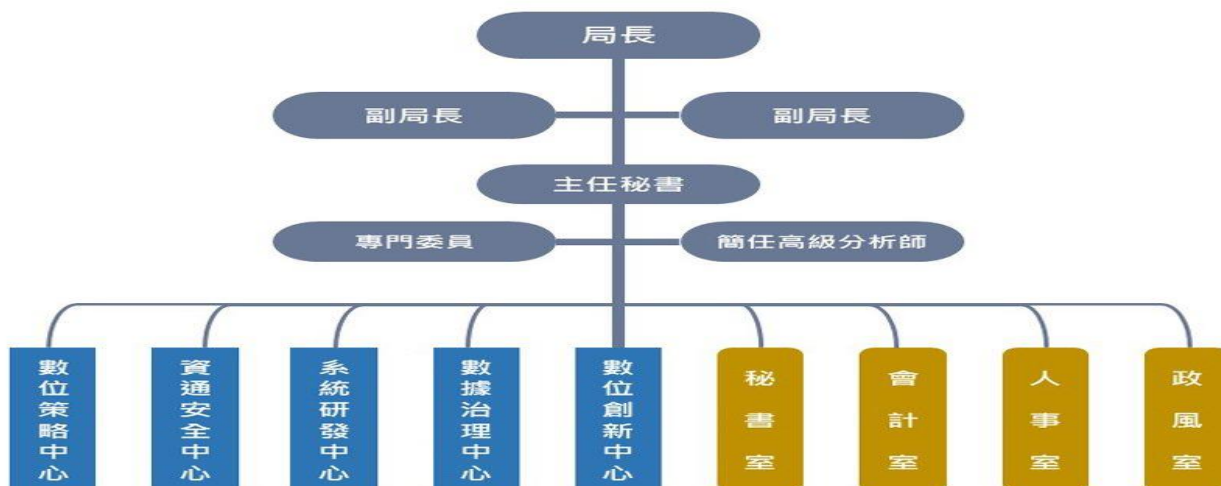 局長
副局長
副局長
主任秘書
專門委員
簡任高級分析師
數位策略中心
資通安全中心
系統研發中心
數據治理中心
數位創新中心
秘書室
會計室
人事室
政風室